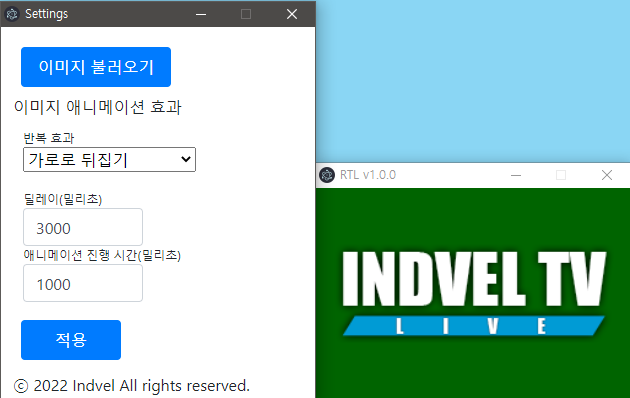 Settings
이미지 불러오기
이미지 애니메이션 효과
반복 효과
가로로 뒤집기
딜레이(밀리초)
3000
애니메이션 진행 시간(밀리초)
1000
적용
© 2022 Indvel All rights reserved.
RTL v1.0.0
INDVEL TV
LIVE